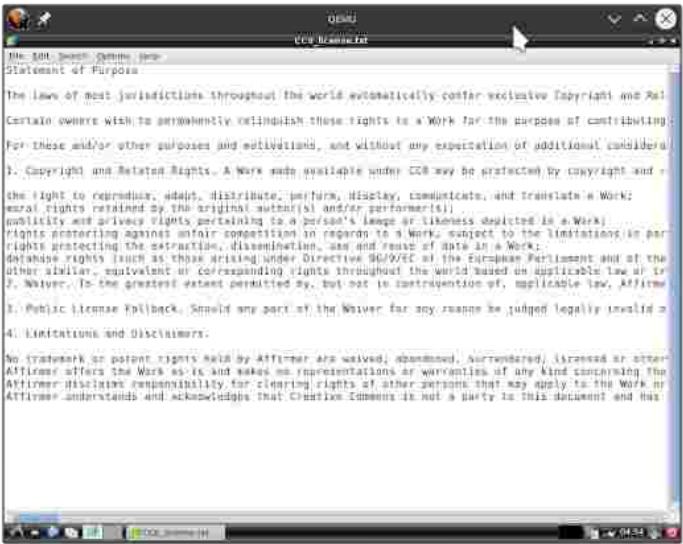 QEMU
CC0_license.txt
File Edit Search Options Help
Statement of Purpose
The laws of most jurisdictions throughout the world automatically confer exclusive Copyright and Rel
Certain owners wish to permanently relinquish those rights to a Work for the purpose of contributing
For these and/or other purposes and motivations, and without any expectation of additional considera
1. Copyright and Related Rights. A Work made available under CC0 may be protected by copyright and r
the right to reproduce, adapt, distribute, perform, display, communicate, and translate a Work;
moral rights retained by the original author(s) and/or performer(s);
publicity and privacy rights pertaining to a person's image or likeness depicted in a Work;
rights protecting against unfair competition in regards to a Work, subject to the limitations in par
rights protecting the extraction, dissemination, use and reuse of data in a Work;
database rights (such as those arising under Directive 96/9/EC of the European Parliament and of the
other similar, equivalent or corresponding rights throughout the world based on applicable law or tr
2. Waiver. To the greatest extent permitted by, but not in contravention of, applicable law, Affirme
3. Public License Fallback. Should any part of the Waiver for any reason be judged legally invalid o
4. Limitations and Disclaimers.
No trademark or patent rights held by Affirmer are waived, abandoned, surrendered, licensed or other
Affirmer offers the Work as-is and makes no representations or warranties of any kind concerning the
Affirmer disclaims responsibility for clearing rights of other persons that may apply to the Work or
Affirmer understands and acknowledges that Creative Commons is not a party to this document and has
CC0_license.txt
04:54